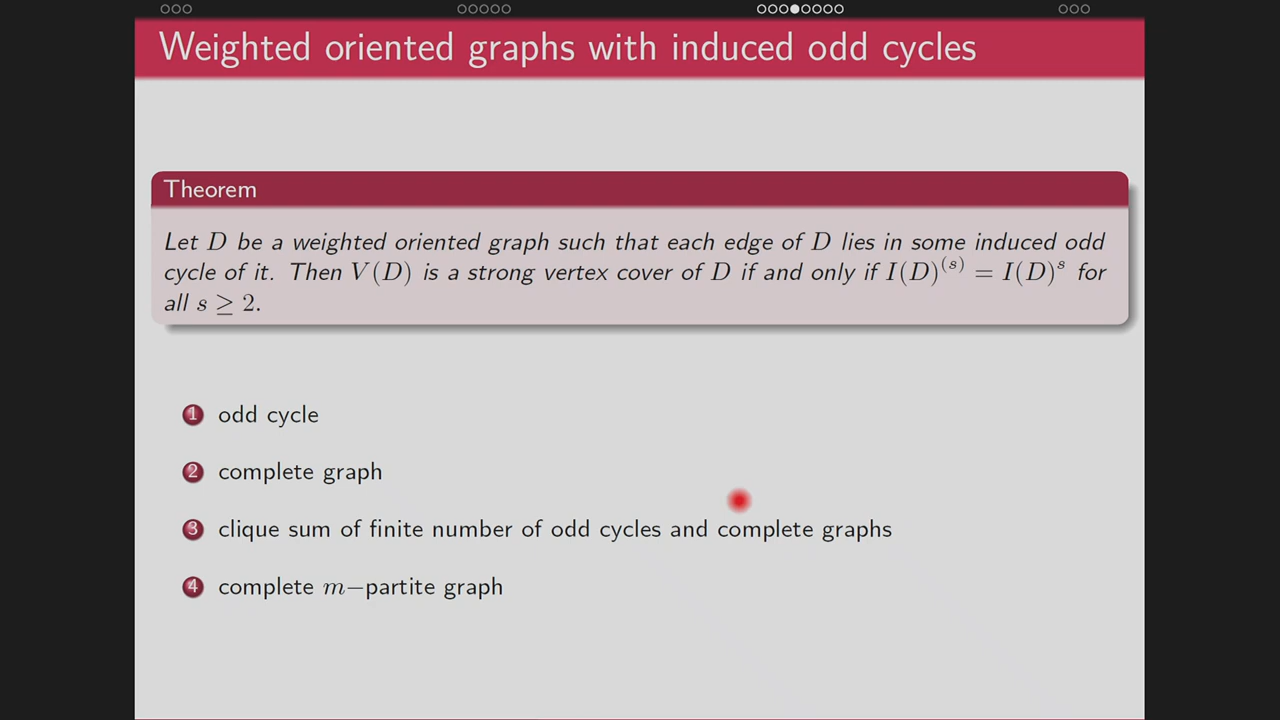 Weighted oriented graphs with induced odd cycles
Theorem
Let D be a weighted oriented graph such that each edge of D lies in some induced odd
cycle of it. Then V(D) is a strong vertex cover of D if and only if I(D)^{(s)} = I(D)^s for
all s ≥ 2.
1 odd cycle
2 complete graph
3 clique sum of finite number of odd cycles and complete graphs
4 complete m−partite graph